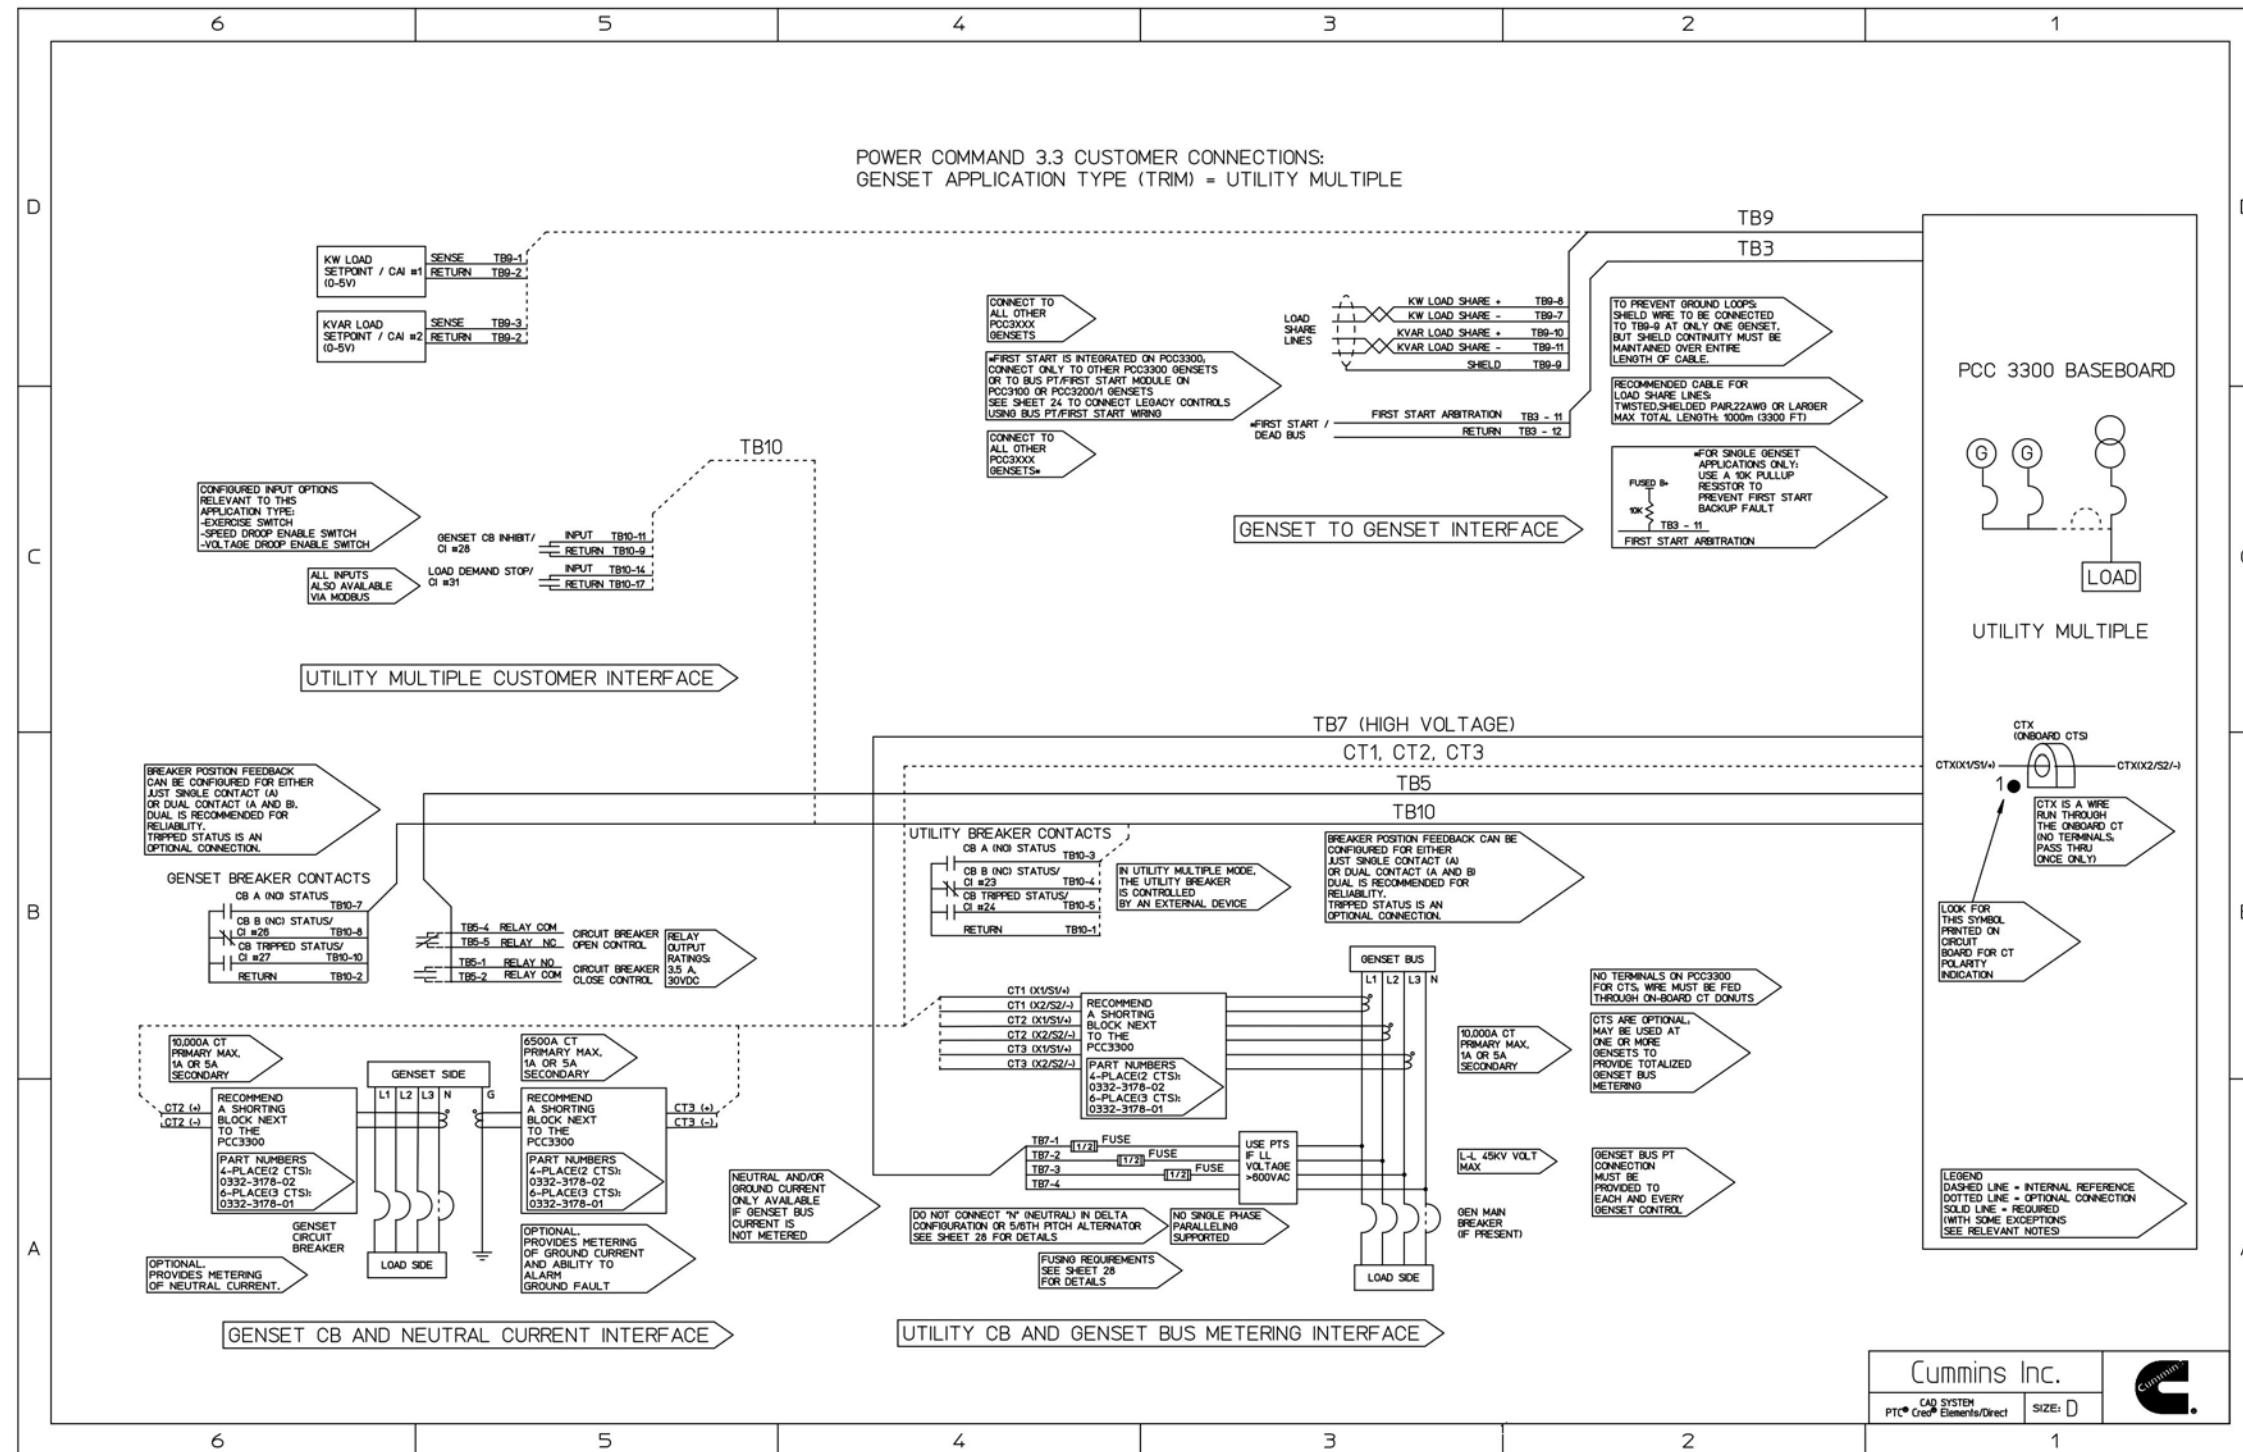 6 5 4 3 2 1
POWER COMMAND 3.3 CUSTOMER CONNECTIONS:
GENSET APPLICATION TYPE (TRIM) = UTILITY MULTIPLE
D
TB9
TB3
KW LOAD
SETPOINT / CAI #1
(0-5V)
SENSE TB9-1
RETURN TB9-2
KVAR LOAD
SETPOINT / CAI #2
(0-5V)
SENSE TB9-3
RETURN TB9-2
CONNECT TO
ALL OTHER
PCC3XXX
GENSETS
LOAD
SHARE
LINES
KW LOAD SHARE + TB9-8
KW LOAD SHARE - TB9-7
KVAR LOAD SHARE + TB9-10
KVAR LOAD SHARE - TB9-11
SHIELD TB9-9
TO PREVENT GROUND LOOPS:
SHIELD WIRE TO BE CONNECTED
TO TB9-9 AT ONLY ONE GENSET,
BUT SHIELD CONTINUITY MUST BE
MAINTAINED OVER ENTIRE
LENGTH OF CABLE.
*FIRST START IS INTEGRATED ON PCC3300,
CONNECT ONLY TO OTHER PCC3300 GENSETS
OR TO BUS PT/FIRST START MODULE ON
PCC3100 OR PCC3200/1 GENSETS
SEE SHEET 24 TO CONNECT LEGACY CONTROLS
USING BUS PT/FIRST START WIRING
RECOMMENDED CABLE FOR
LOAD SHARE LINES:
TWISTED,SHIELDED PAIR,22AWG OR LARGER
MAX TOTAL LENGTH: 1000m (3300 FT)
*FIRST START /
DEAD BUS
FIRST START ARBITRATION TB3 - 11
RETURN TB3 - 12
CONNECT TO
ALL OTHER
PCC3XXX
GENSETS*
*FOR SINGLE GENSET
APPLICATIONS ONLY:
USE A 10K PULLUP
RESISTOR TO
PREVENT FIRST START
BACKUP FAULT
FUSED B+
10K
TB3 - 11
FIRST START ARBITRATION
GENSET TO GENSET INTERFACE
PCC 3300 BASEBOARD
G G
LOAD
UTILITY MULTIPLE
C
TB10
CONFIGURED INPUT OPTIONS
RELEVANT TO THIS
APPLICATION TYPE:
-EXERCISE SWITCH
-SPEED DROOP ENABLE SWITCH
-VOLTAGE DROOP ENABLE SWITCH
ALL INPUTS
ALSO AVAILABLE
VIA MODBUS
GENSET CB INHIBIT/
CI #28
INPUT TB10-11
RETURN TB10-9
LOAD DEMAND STOP/
CI #31
INPUT TB10-14
RETURN TB10-17
UTILITY MULTIPLE CUSTOMER INTERFACE
TB7 (HIGH VOLTAGE)
CT1, CT2, CT3
TB5
TB10
CTX
(ONBOARD CTS)
CTX(X1/S1/+)
CTX(X2/S2/-)
1
CTX IS A WIRE
RUN THROUGH
THE ONBOARD CT
(NO TERMINALS,
PASS THRU
ONCE ONLY)
LOOK FOR
THIS SYMBOL
PRINTED ON
CIRCUIT
BOARD FOR CT
POLARITY
INDICATION
B
BREAKER POSITION FEEDBACK
CAN BE CONFIGURED FOR EITHER
JUST SINGLE CONTACT (A)
OR DUAL CONTACT (A AND B).
DUAL IS RECOMMENDED FOR
RELIABILITY.
TRIPPED STATUS IS AN
OPTIONAL CONNECTION.
GENSET BREAKER CONTACTS
CB A (NO) STATUS
TB10-7
CB B (NC) STATUS/
CI #26 TB10-8
CB TRIPPED STATUS/
CI #27 TB10-10
RETURN TB10-2
TB5-4 RELAY COM
TB5-5 RELAY NC
CIRCUIT BREAKER
OPEN CONTROL
TB5-1 RELAY NO
TB5-2 RELAY COM
CIRCUIT BREAKER
CLOSE CONTROL
RELAY
OUTPUT
RATINGS:
3.5 A,
30VDC
UTILITY BREAKER CONTACTS
CB A (NO) STATUS
TB10-3
CB B (NC) STATUS/
CI #23 TB10-4
CB TRIPPED STATUS/
CI #24 TB10-5
RETURN TB10-1
IN UTILITY MULTIPLE MODE,
THE UTILITY BREAKER
IS CONTROLLED
BY AN EXTERNAL DEVICE
BREAKER POSITION FEEDBACK CAN BE
CONFIGURED FOR EITHER
JUST SINGLE CONTACT (A)
OR DUAL CONTACT (A AND B)
DUAL IS RECOMMENDED FOR
RELIABILITY.
TRIPPED STATUS IS AN
OPTIONAL CONNECTION.
GENSET BUS
L1 L2 L3 N
CT1 (X1/S1/+)
CT1 (X2/S2/-)
CT2 (X1/S1/+)
CT2 (X2/S2/-)
CT3 (X1/S1/+)
CT3 (X2/S2/-)
RECOMMEND
A SHORTING
BLOCK NEXT
TO THE
PCC3300
PART NUMBERS
4-PLACE(2 CTS):
0332-3178-02
6-PLACE(3 CTS):
0332-3178-01
10,000A CT
PRIMARY MAX,
1A OR 5A
SECONDARY
NO TERMINALS ON PCC3300
FOR CTS, WIRE MUST BE FED
THROUGH ON-BOARD CT DONUTS
CTS ARE OPTIONAL,
MAY BE USED AT
ONE OR MORE
GENSETS TO
PROVIDE TOTALIZED
GENSET BUS
METERING
10,000A CT
PRIMARY MAX,
1A OR 5A
SECONDARY
6500A CT
PRIMARY MAX,
1A OR 5A
SECONDARY
GENSET SIDE
L1 L2 L3 N G
CT2 (+)
CT2 (-)
RECOMMEND
A SHORTING
BLOCK NEXT
TO THE
PCC3300
PART NUMBERS
4-PLACE(2 CTS):
0332-3178-02
6-PLACE(3 CTS):
0332-3178-01
RECOMMEND
A SHORTING
BLOCK NEXT
TO THE
PCC3300
PART NUMBERS
4-PLACE(2 CTS):
0332-3178-02
6-PLACE(3 CTS):
0332-3178-01
CT3 (+)
CT3 (-)
A
GENSET
CIRCUIT
BREAKER
LOAD SIDE
OPTIONAL.
PROVIDES METERING
OF NEUTRAL CURRENT.
OPTIONAL.
PROVIDES METERING
OF GROUND CURRENT
AND ABILITY TO
ALARM
GROUND FAULT
NEUTRAL AND/OR
GROUND CURRENT
ONLY AVAILABLE
IF GENSET BUS
CURRENT IS
NOT METERED
TB7-1 1/2 FUSE
TB7-2 1/2 FUSE
TB7-3 1/2 FUSE
TB7-4
USE PTS
IF LL
VOLTAGE
>600VAC
L-L 45KV VOLT
MAX
GENSET BUS PT
CONNECTION
MUST BE
PROVIDED TO
EACH AND EVERY
GENSET CONTROL
DO NOT CONNECT "N" (NEUTRAL) IN DELTA
CONFIGURATION OR 5/6TH PITCH ALTERNATOR
SEE SHEET 28 FOR DETAILS
NO SINGLE PHASE
PARALLELING
SUPPORTED
GEN MAIN
BREAKER
(IF PRESENT)
FUSING REQUIREMENTS
SEE SHEET 28
FOR DETAILS
LOAD SIDE
LEGEND
DASHED LINE = INTERNAL REFERENCE
DOTTED LINE = OPTIONAL CONNECTION
SOLID LINE = REQUIRED
(WITH SOME EXCEPTIONS
SEE RELEVANT NOTES)
GENSET CB AND NEUTRAL CURRENT INTERFACE
UTILITY CB AND GENSET BUS METERING INTERFACE
Cummins Inc.
CAD SYSTEM
PTC® Creo® Elements/Direct
SIZE: D
Cummins
6 5 4 3 2 1